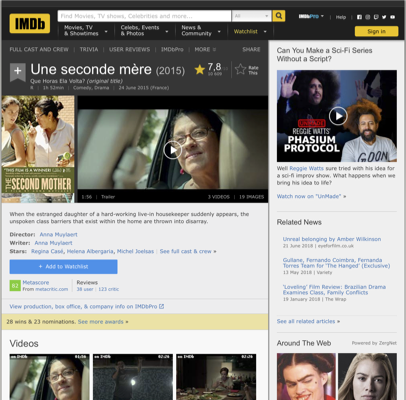 IMDb
Find Movies, TV shows, Celebrities and more...
All
Movies, TV & Showtimes
Celebs, Events & Photos
News & Community
Watchlist
IMDbPro
Help
Sign in
FULL CAST AND CREW | TRIVIA | USER REVIEWS | IMDbPro | MORE
SHARE
Une seconde mère (2015)
Que Horas Ela Volta? (original title)
1h 52min | Comedy, Drama | 24 June 2015 (France)
7,8
Rate This
THIS FILM IS A WINNER!
THE SECOND MOTHER
1:56 | Trailer
3 VIDEOS | 19 IMAGES
When the estranged daughter of a hard-working live-in housekeeper suddenly appears, the
unspoken class barriers that exist within the home are thrown into disarray.
Director: Anna Muylaert
Writer: Anna Muylaert
Stars: Regina Casé, Helena Albergaria, Michel Joelsas | See full cast & crew »
+ Add to Watchlist
82
Metascore
From metacritic.com
Reviews
38 user | 123 critic
View production, box office, & company info on IMDbPro
28 wins & 23 nominations. See more awards »
Videos
Can You Make a Sci-Fi Series
Without a Script?
REGGIE WATTS'
PHARAVISIUM
Well Reggie Watts sure tried with his idea for
a sci-fi improv show. What happens when we
bring his idea to life?
Watch now on "UnMade" »
Related News
Unreal belonging by Amber Wilkinson
21 June 2018 | eyeforfilm.co.uk
Gullane, Fernando Coimbra, Fernanda
Torres Team for 'The Hanged' (Exclusive)
13 May 2018 | Variety
'Loveling' Film Review: Brazilian Drama
Examines Class, Family Conflicts
19 January 2018 | The Wrap
See all related articles »
Around The Web
Powered by ZergNet